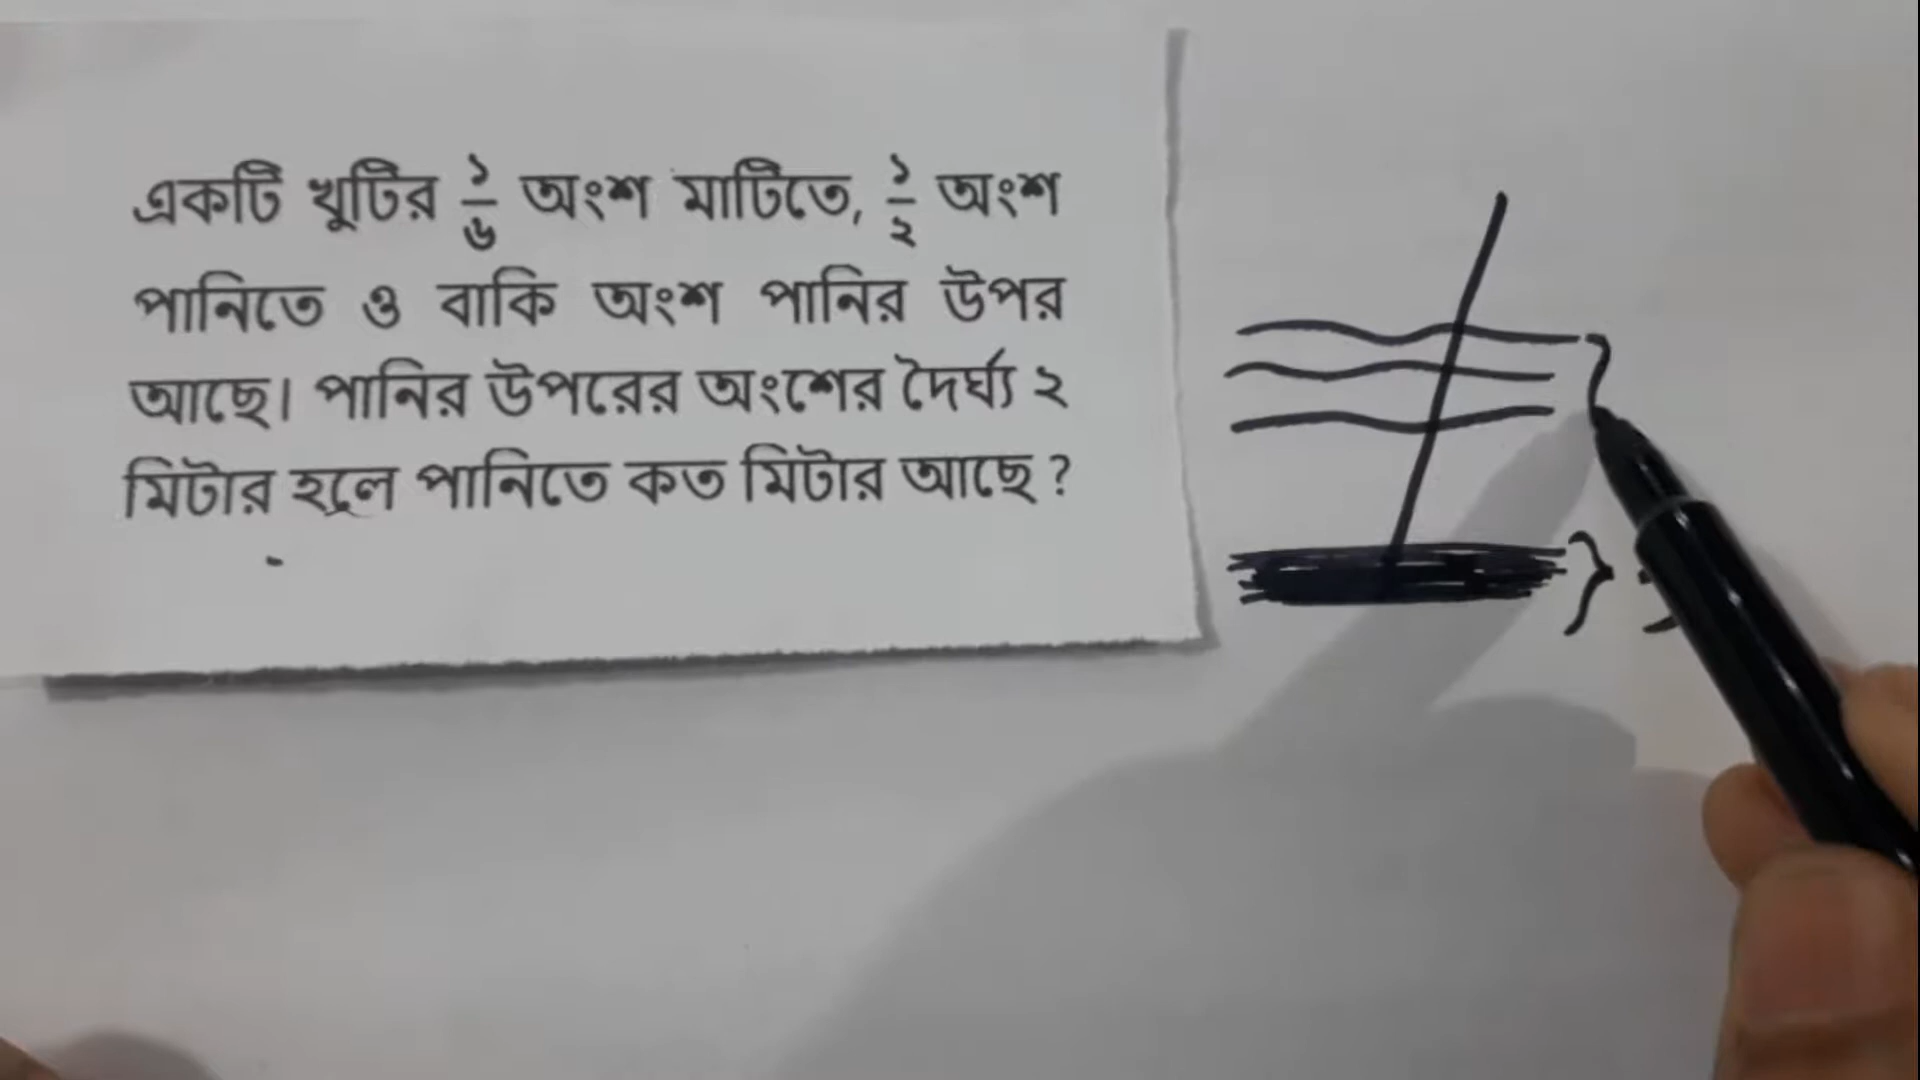 একটি খুটির ১/৬ অংশ মাটিতে, ১/২ অংশ
পানিতে ও বাকি অংশ পানির উপর
আছে। পানির উপরের অংশের দৈর্ঘ্য ২
মিটার হলে পানিতে কত মিটার আছে ?